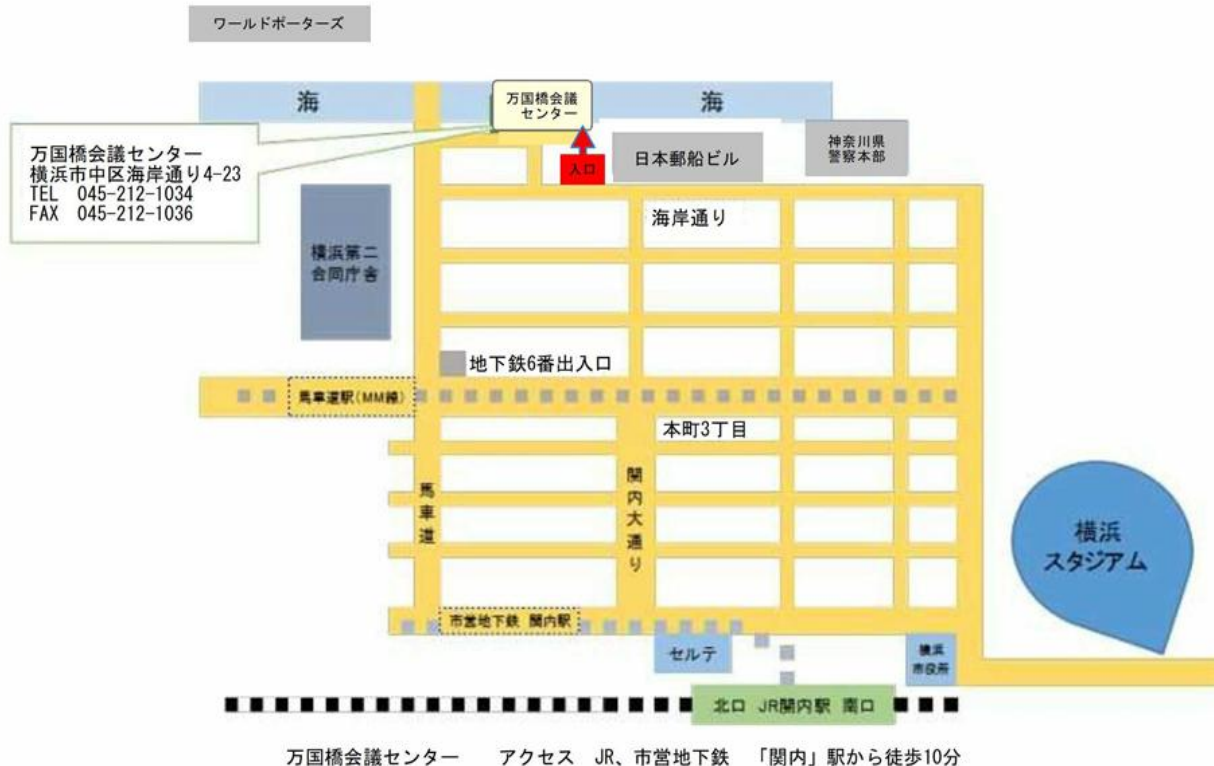 ワールドポーターズ
海
海
万国橋会議
センター
万国橋会議センター
横浜市中区海岸通り4-23
TEL 045-212-1034
FAX 045-212-1036
入口
日本郵船ビル
神奈川県
警察本部
海岸通り
横浜第二
合同庁舎
地下鉄6番出入口
馬車道駅(MM線)
本町3丁目
馬車道
関内大通り
横浜
スタジアム
市営地下鉄 関内駅
セルテ
横浜
市役所
北口 JR関内駅 南口
万国橋会議センター アクセス JR、市営地下鉄 「関内」駅から徒歩10分